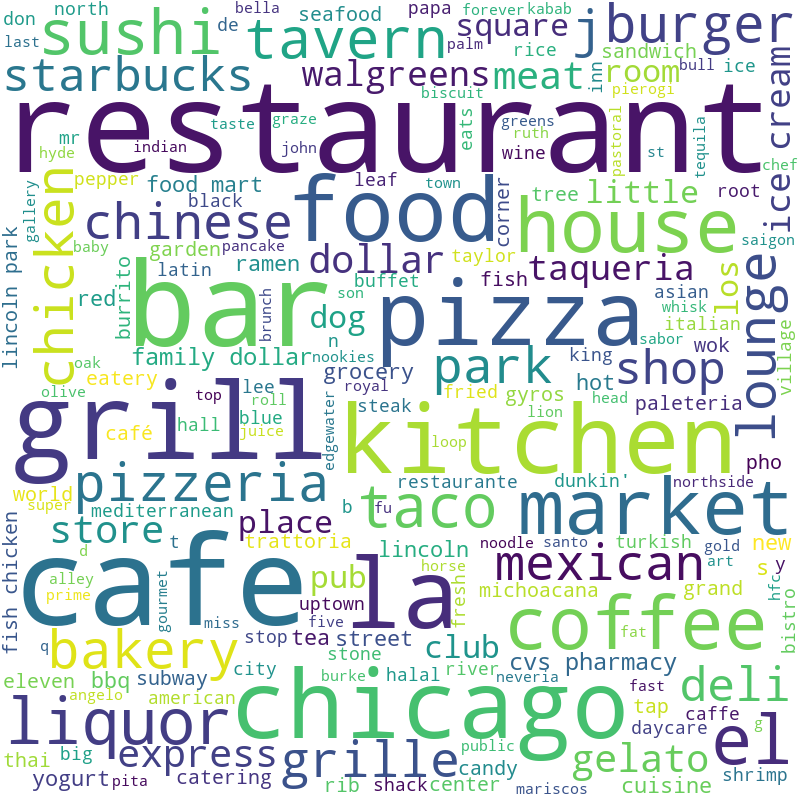 don north de bella papa forever kabab
last sushi tavern seafood square palm j burger
starbucks walgreens meat rice sandwich bull ice
room inn pierogi biscuit
restaurant
mr taste graze eats greens ruth pastoral tequila ice cream
hyde indian john wine st chef
gallery pepper food mart leaf town tree little root
chicken black chinese food corner house saigon
lincoln park baby garden pancake dollar taylor fish taqueria los
latin ramen buffet asian whisk
red burrito bar brunch son n dog pizza italian sabor village
oak family dollar nookies park king wok lounge
eatery grill lee grocery hot shop
olive top royal steak fried gyros head paleteria
café hall blue roll edgewater lion
juice loop kitchen
world pizzeria restaurante dunkin' pho northside
super mediterranean b fu taco market
fish chicken store place
d t trattoria lincoln noodle santo turkish gold new
alley cafe pub la horse mexican art s y
prime gourmet uptown freshe michoacana grand hfc
bakery miss five coffee fat bistro
q stop tea street club cvs pharmacy
eleven bbq subway city stone halal river neveria deli
angelo american burke chicago fast tap g
liquor public caffe daycare el
thai big express grille candy gelato
yogurt pita catering rib shack center mariscos cuisine shrimp